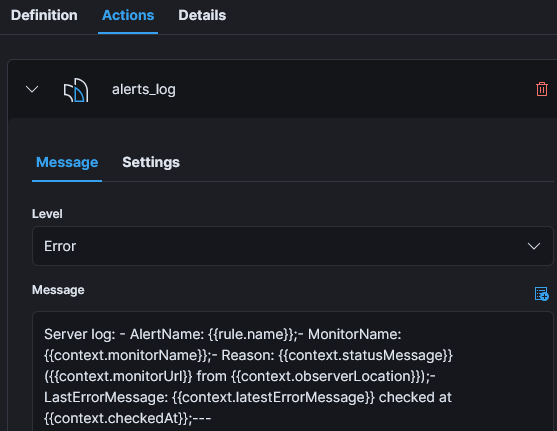 Definition Actions Details
alerts_log
Message Settings
Level
Error
Message
Server log: - AlertName: {{rule.name}};- MonitorName:
{{context.monitorName}};- Reason: {{context.statusMessage}}
({{context.monitorUrl}} from {{context.observerLocation}});-
LastErrorMessage: {{context.latestErrorMessage}} checked at
{{context.checkedAt}};---